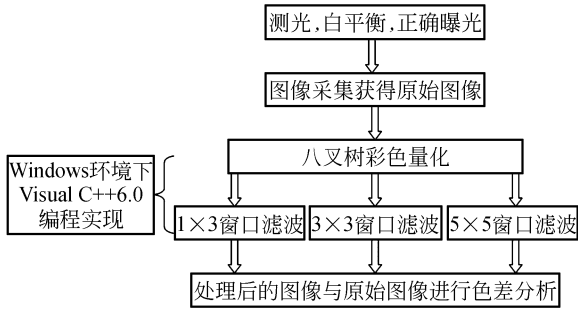 测光,白平衡,正确曝光
图像采集获得原始图像
八叉树彩色量化
Windows环境下
Visual C++6.0
编程实现
1×3窗口滤波
3×3窗口滤波
5×5窗口滤波
处理后的图像与原始图像进行色差分析